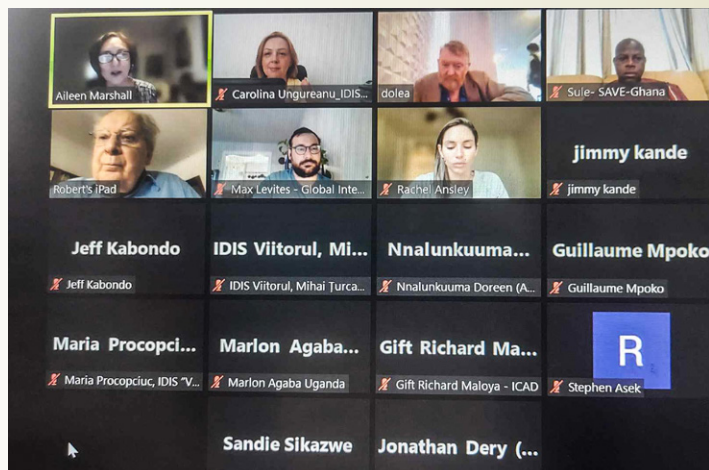 Aileen Marshall
Carolina Ungureanu_IDIS...
dolea
Sule- SAVE-Ghana
Robert's iPad
Max Levites - Global Inte...
Rachel Ansley
jimmy kande
jimmy kande
Jeff Kabondo
IDIS Viitorul, Mi...
Nnalunkuuma...
Guillaume Mpoko
Jeff Kabondo
IDIS Viitorul, Mihai Țurca...
Nnalunkuuma Doreen (A...
Guillaume Mpoko
Maria Procopci...
Marlon Agaba...
Gift Richard Ma...
R
Maria Procopciuc, IDIS "V...
Marlon Agaba Uganda
Gift Richard Maloya - ICAD
Stephen Asek
Sandie Sikazwe
Jonathan Dery (...